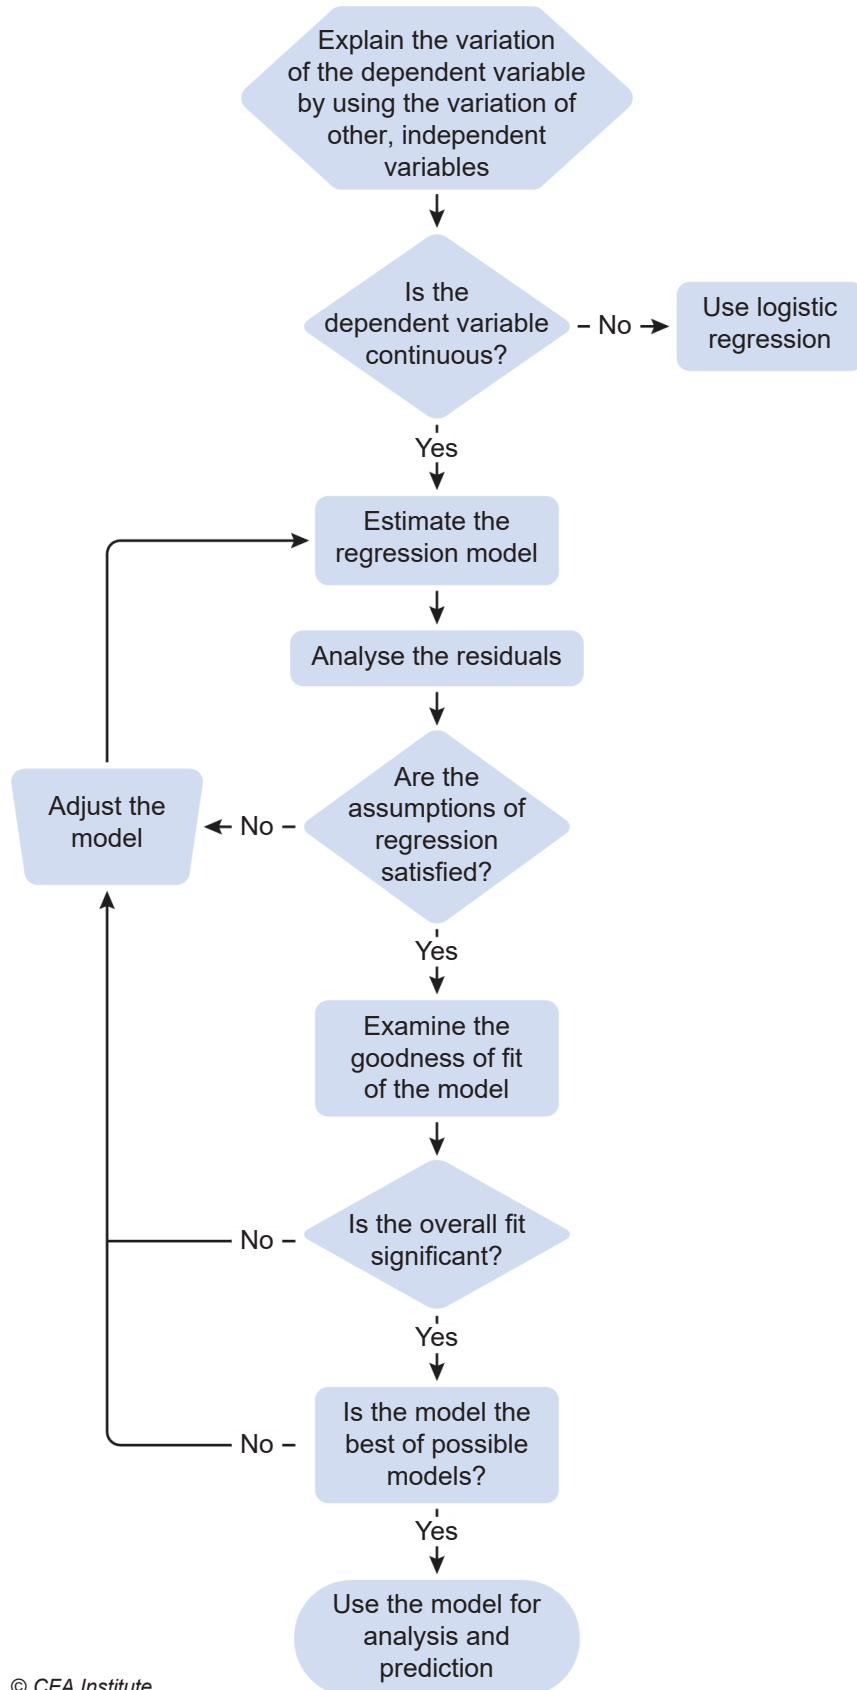 Explain the variation
of the dependent variable
by using the variation of
other, independent
variables
Is the
dependent variable
continuous?
No
Use logistic
regression
Yes
Estimate the
regression model
Analyse the residuals
Are the
assumptions of
regression
satisfied?
No
Adjust the
model
Yes
Examine the
goodness of fit
of the model
Is the overall fit
significant?
No
Yes
Is the model the
best of possible
models?
No
Yes
Use the model for
analysis and
prediction
© CFA Institute